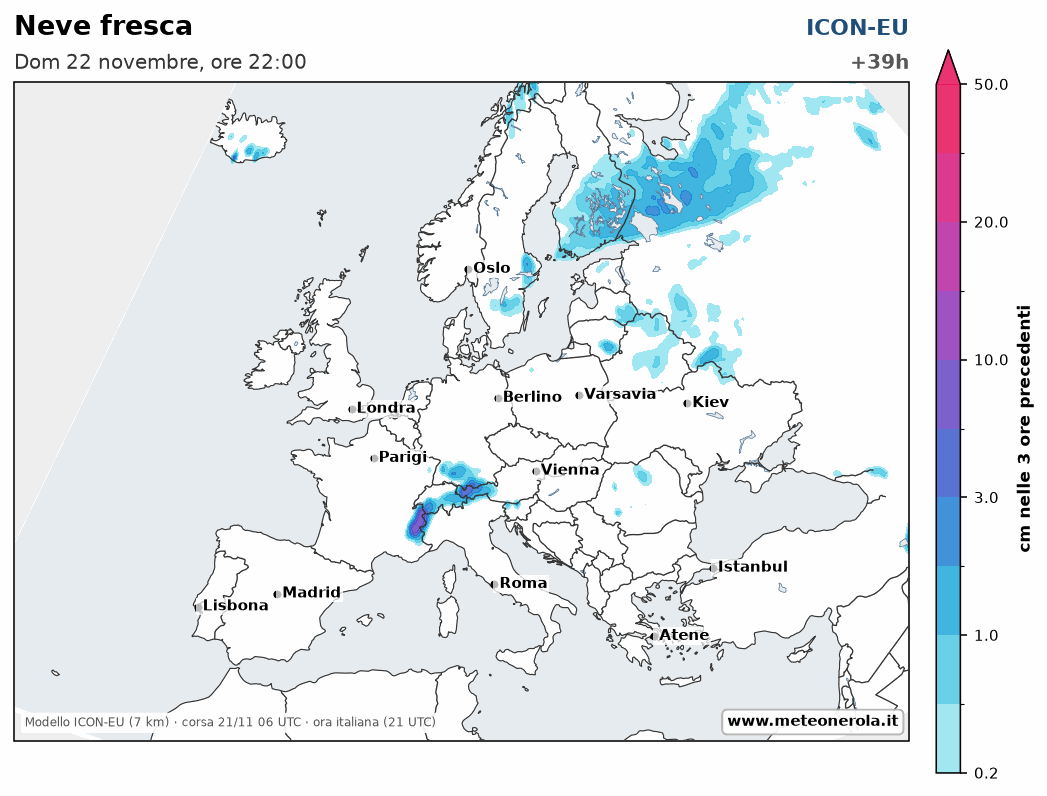 Neve fresca
ICON-EU
Dom 22 novembre, ore 22:00
+39h
50.0
20.0
10.0
3.0
1.0
0.2
cm nelle 3 ore precedenti
Oslo
Londra
Berlino
Varsavia
Kiev
Parigi
Vienna
Istanbul
Roma
Madrid
Lisbona
Atene
Modello ICON-EU (7 km) · corsa 21/11 06 UTC · ora italiana (21 UTC)
www.meteonerola.it